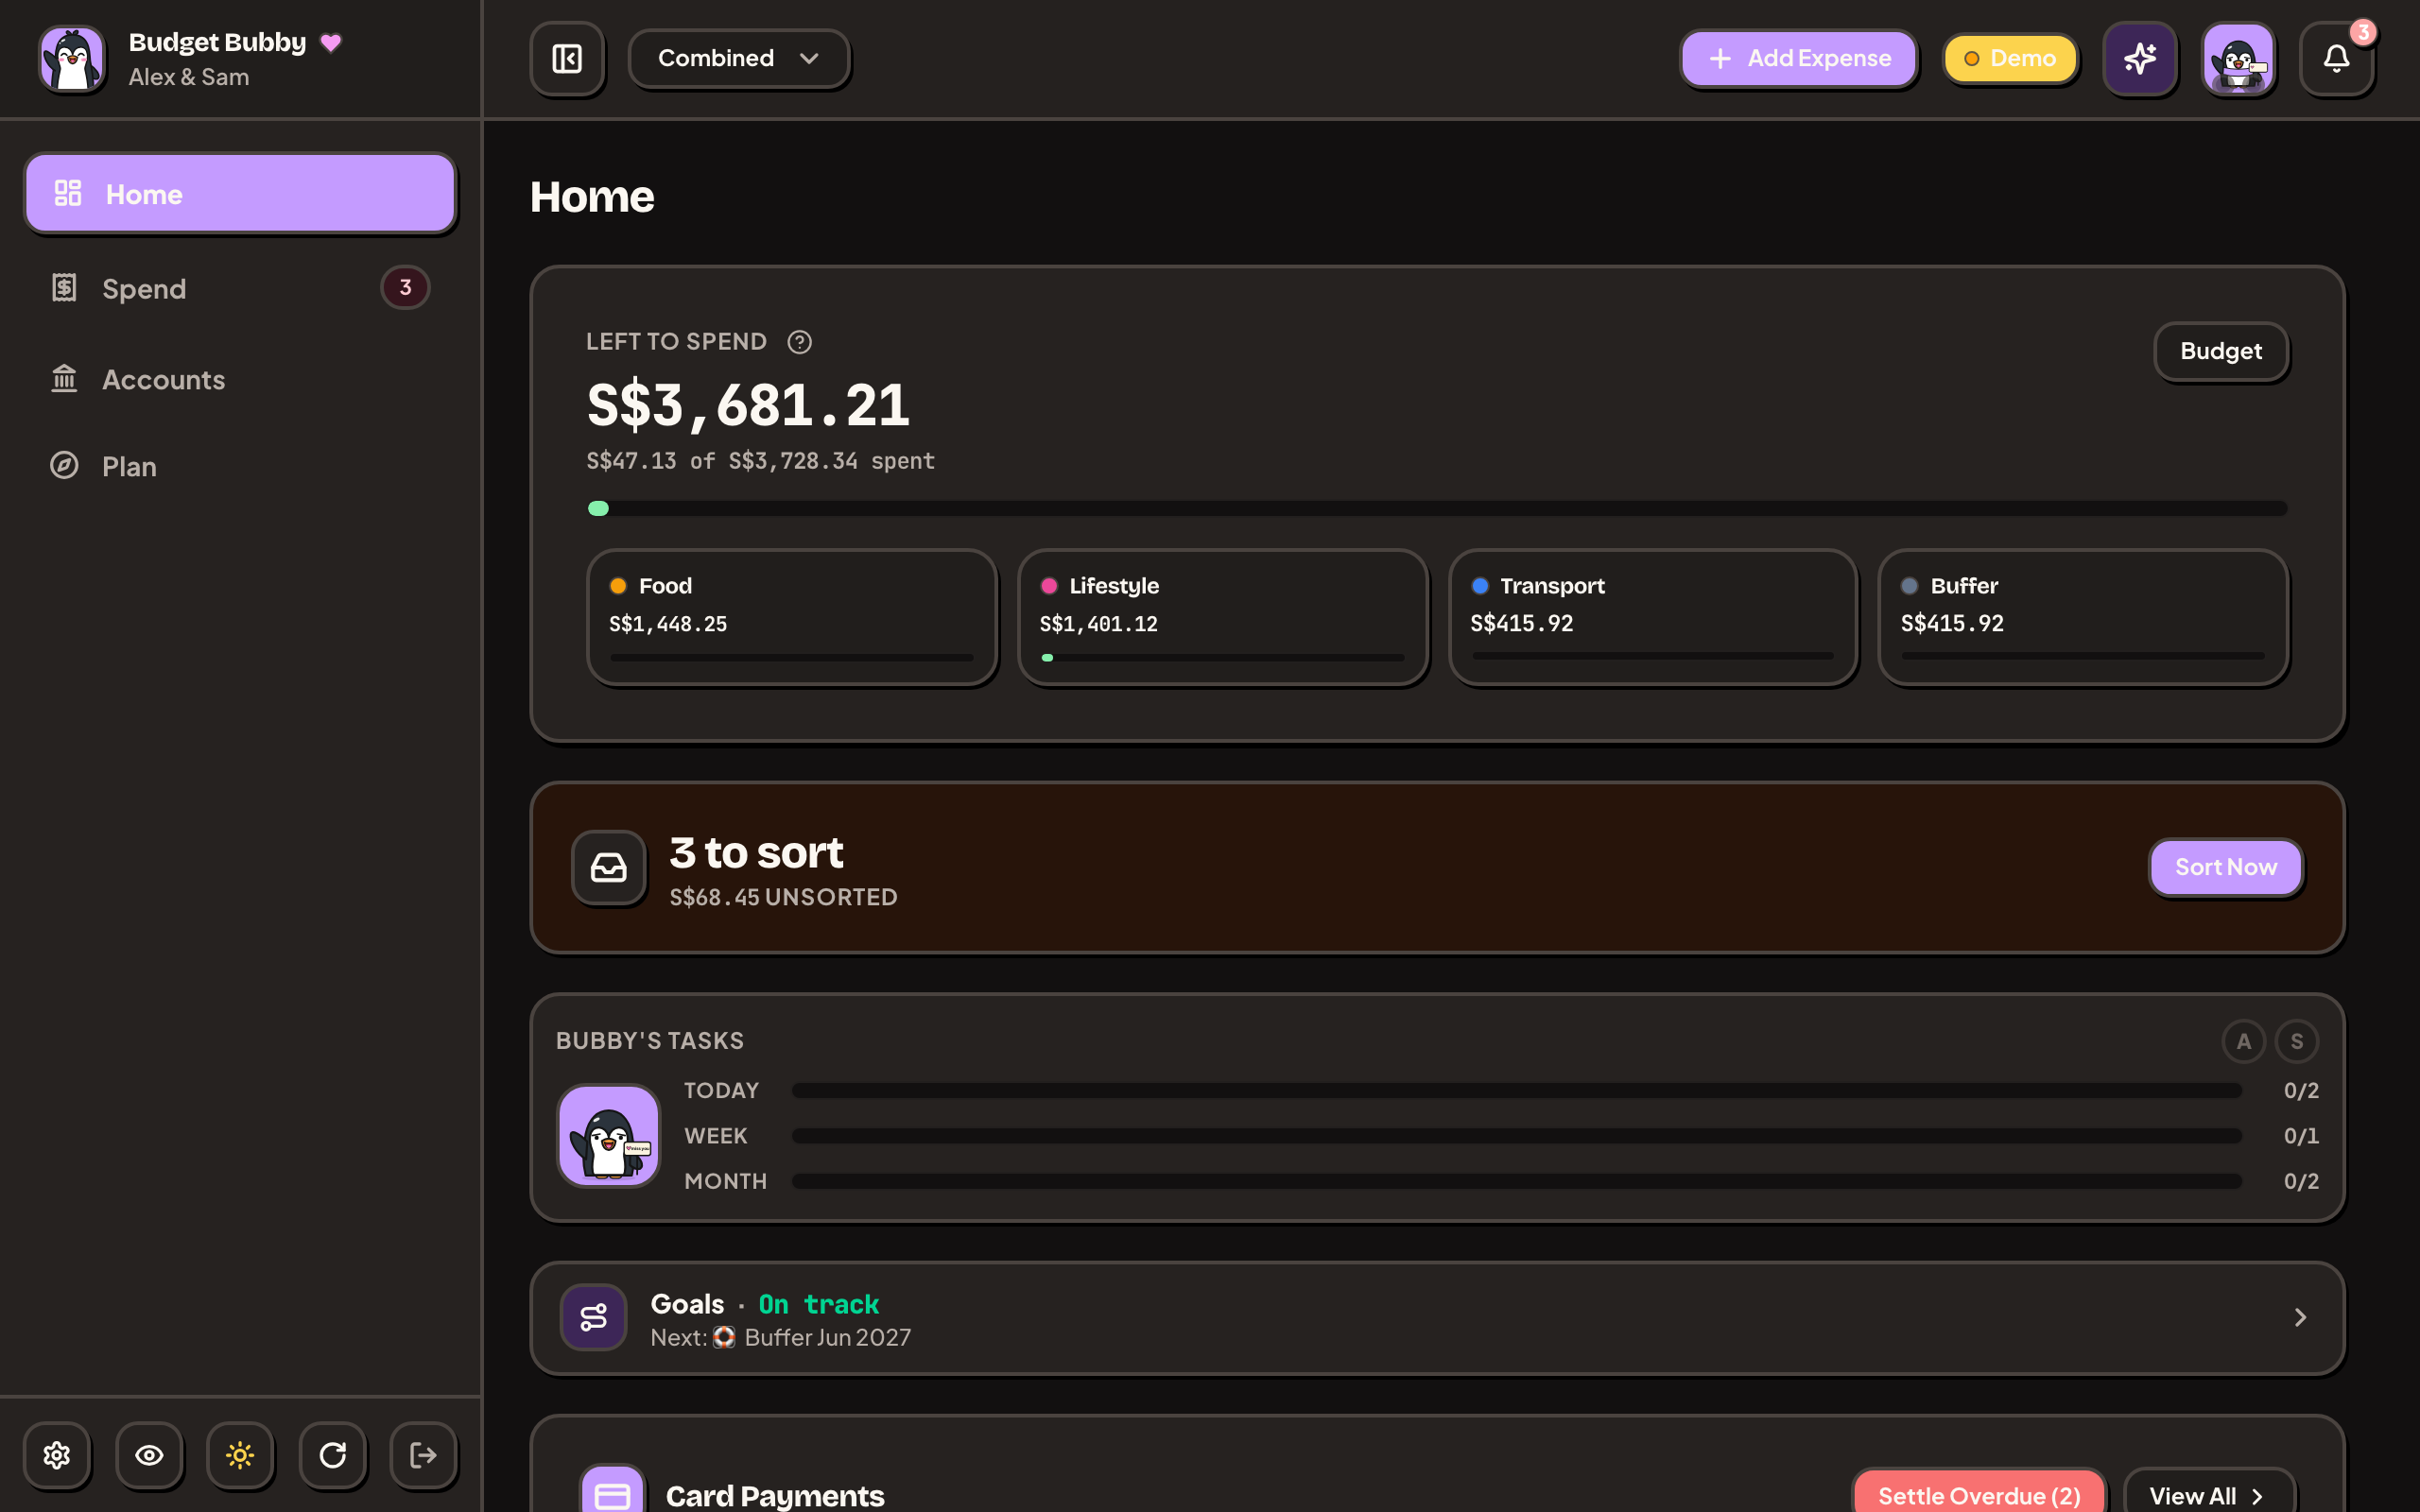 Budget Bubby
Alex & Sam
Combined
Add Expense
Demo
3
Home
Spend
3
Accounts
Plan
Home
LEFT TO SPEND
Budget
S$3,681.21
S$47.13 of S$3,728.34 spent
Food
S$1,448.25
Lifestyle
S$1,401.12
Transport
S$415.92
Buffer
S$415.92
3 to sort
S$68.45 UNSORTED
Sort Now
BUBBY'S TASKS
A S
TODAY 0/2
WEEK 0/1
MONTH 0/2
Goals · On track
Next: Buffer Jun 2027
Card Payments
Settle Overdue (2)
View All